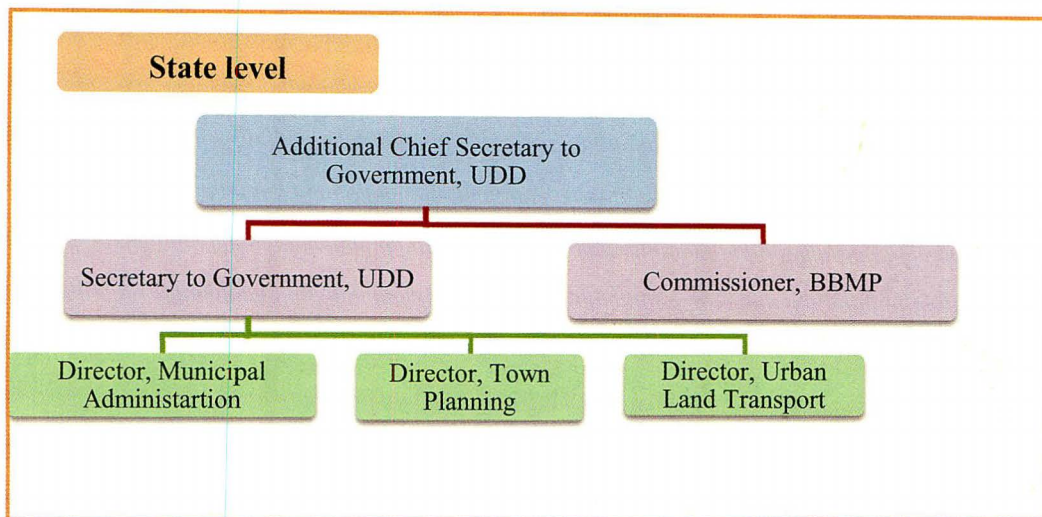 State level
Additional Chief Secretary to
Government, UDD
Secretary to Government, UDD
Commissioner, BBMP
Director, Municipal
Administartion
Director, Town
Planning
Director, Urban
Land Transport